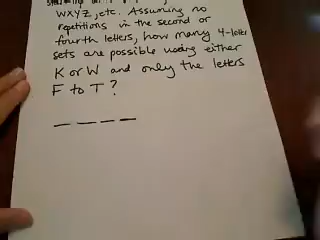 WXYZ, etc. Assuming no
repetitions in the second or
fourth letters, how many 4-letter
sets are possible using either
K or W and only the letters
F to T?